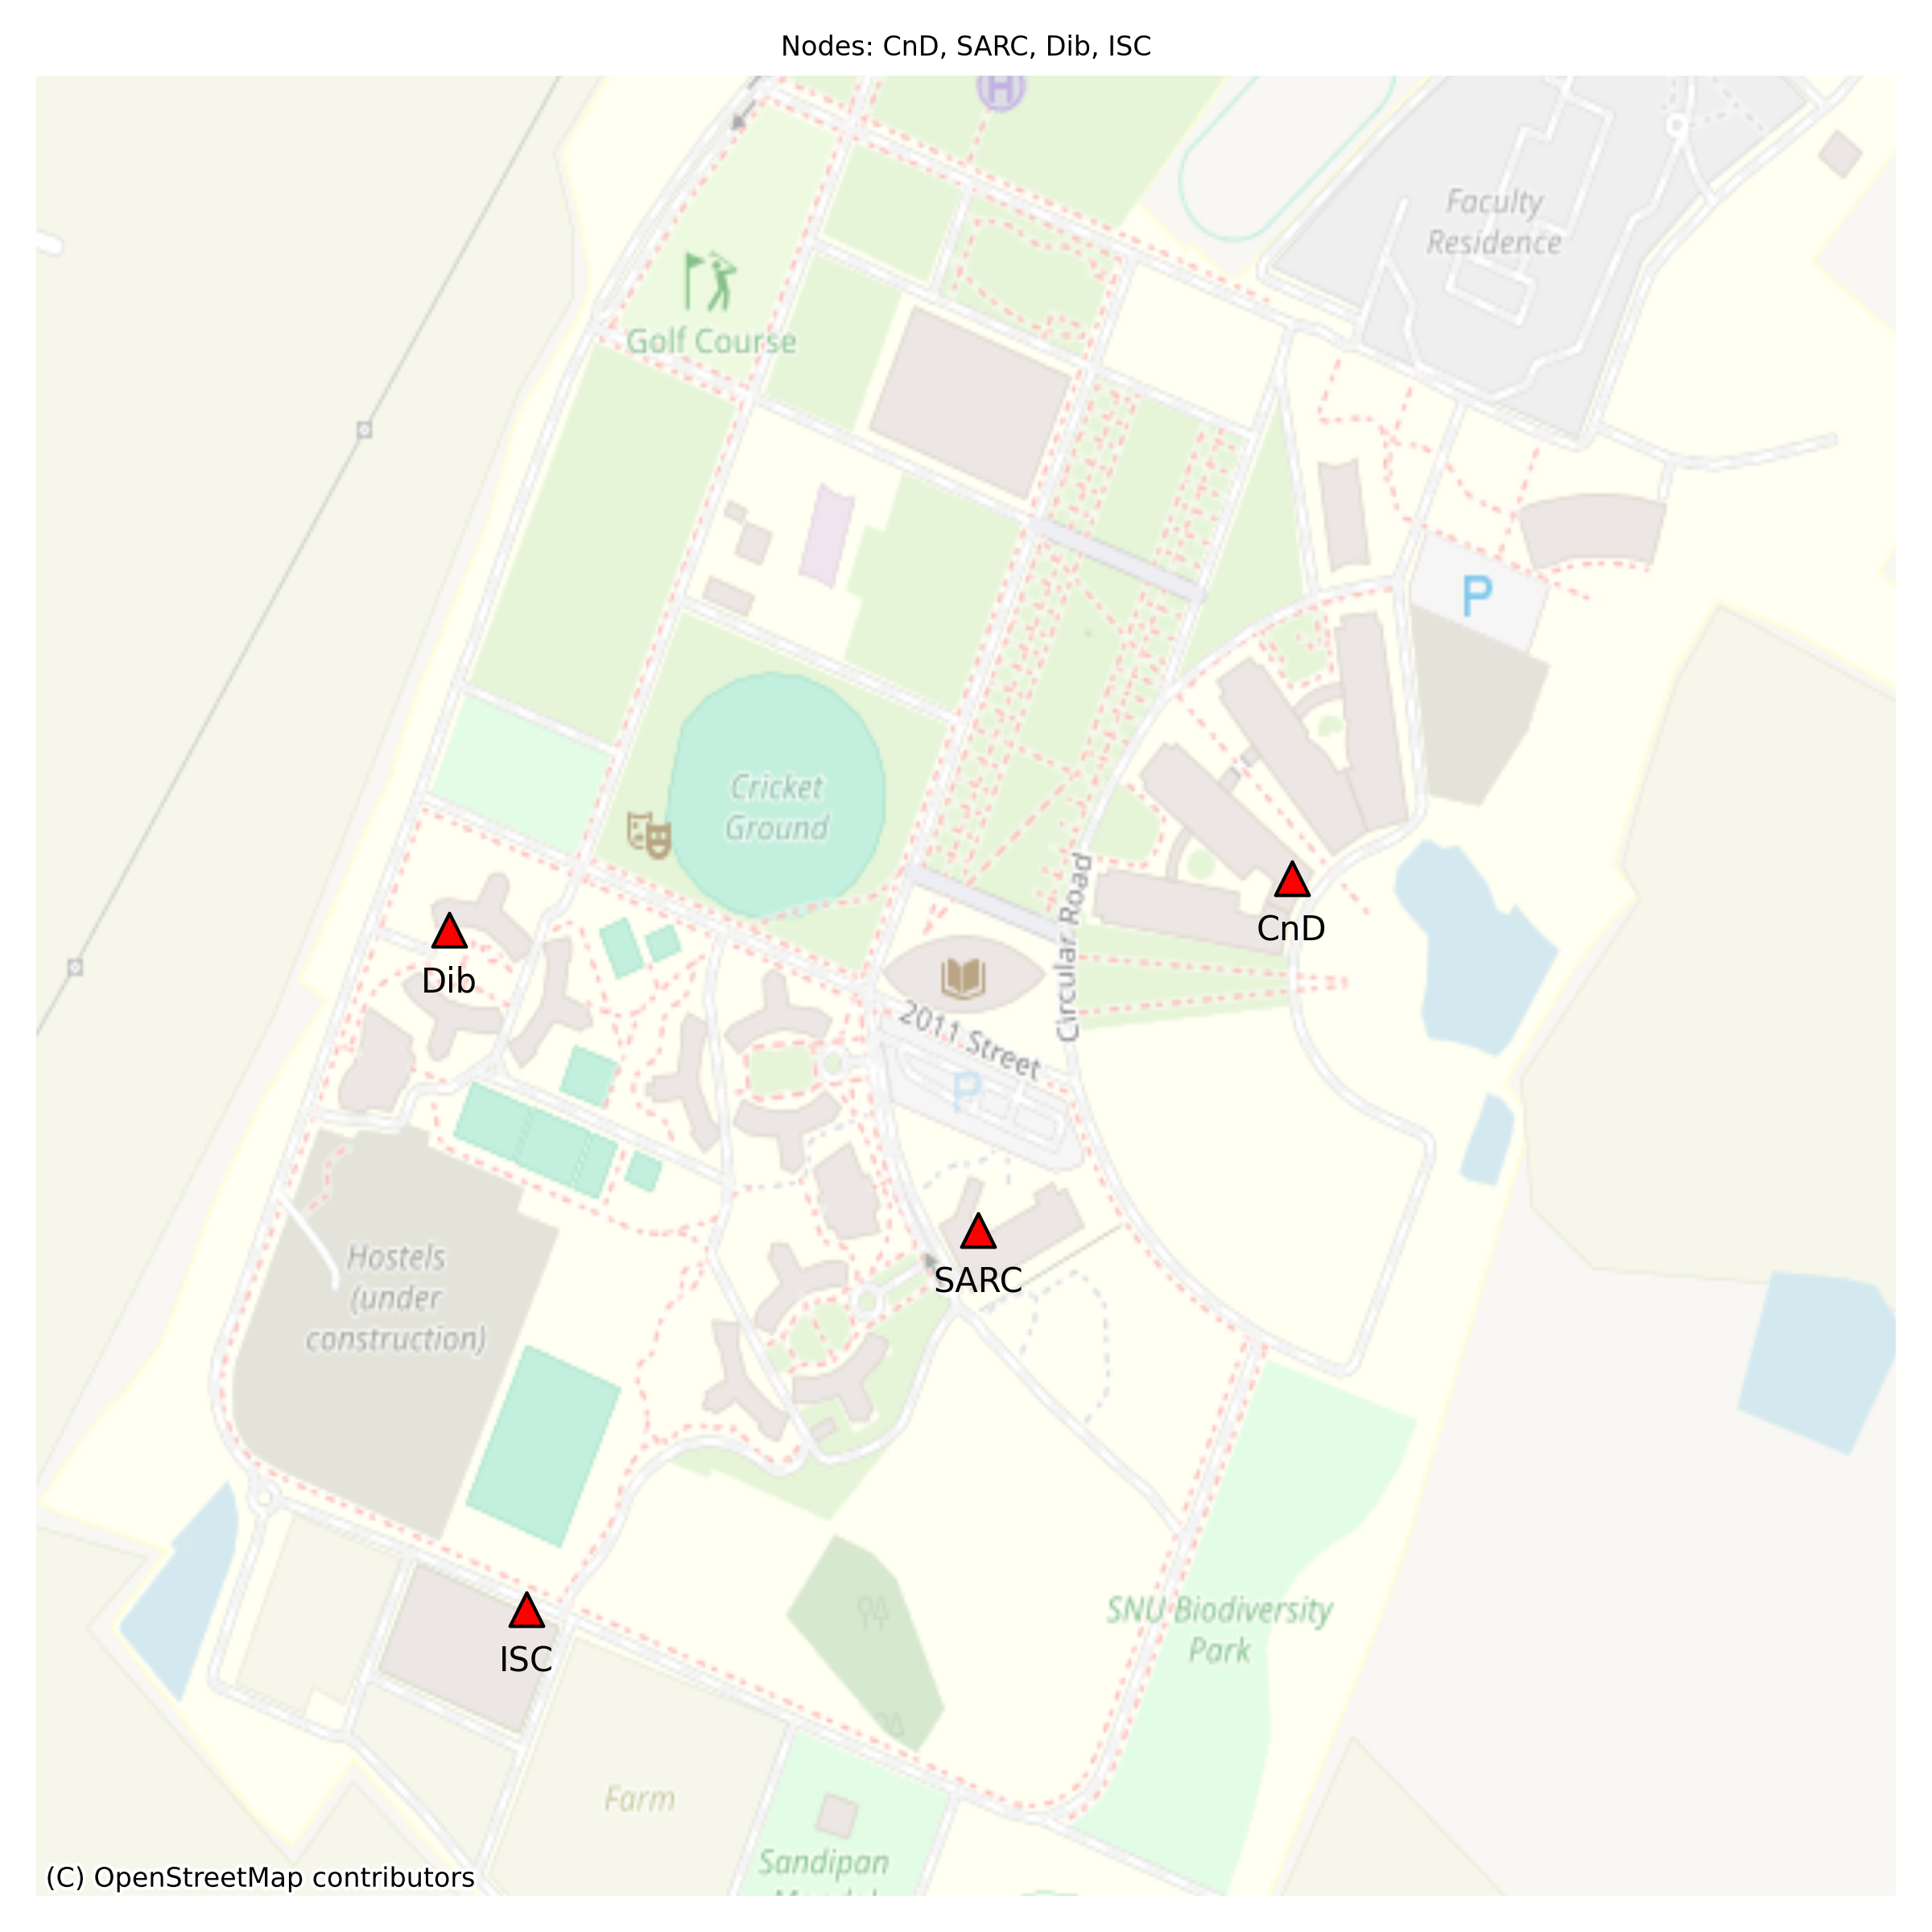 Nodes: CnD, SARC, Dib, ISC
H
Faculty
Residence
Golf Course
P
Cricket
Ground
Circular Road
CnD
Dib
2011 Street
P
SARC
Hostels
(under
construction)
SNU Biodiversity
Park
ISC
Farm
Sandipan
(C) OpenStreetMap contributors